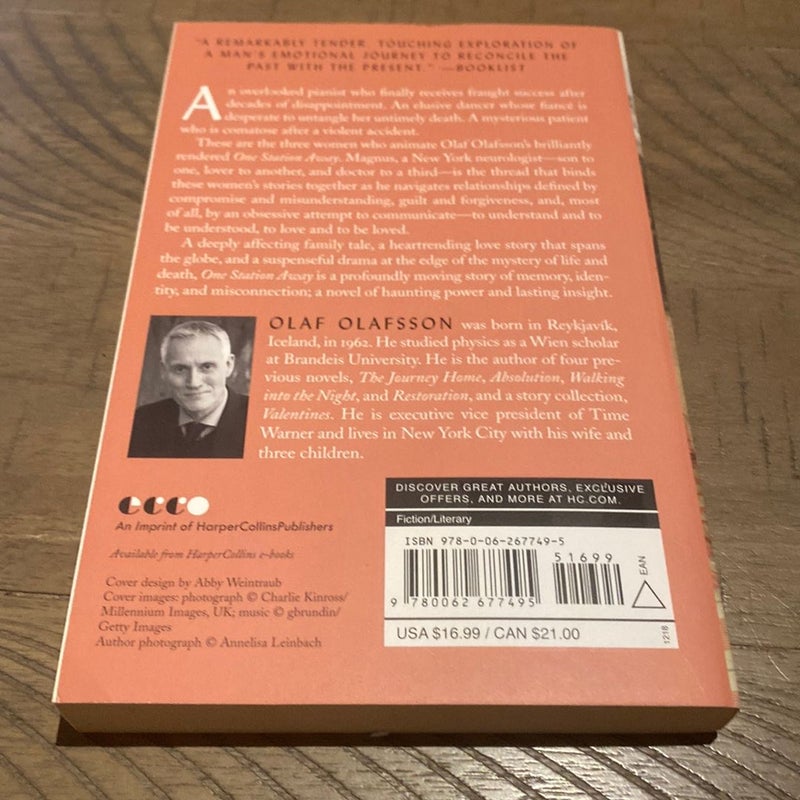 "A REMARKABLY TENDER, TOUCHING EXPLORATION OF
A MAN'S EMOTIONAL JOURNEY TO RECONCILE THE
PAST WITH THE PRESENT." —BOOKLIST
An overlooked pianist who finally receives fraught success after
decades of disappointment. An elusive dancer whose fiancé is
desperate to untangle her untimely death. A mysterious patient
who is comatose after a violent accident.
These are the three women who animate Olaf Olafsson's brilliantly
rendered One Station Away. Magnus, a New York neurologist—son to
one, lover to another, and doctor to a third—is the thread that binds
these women's stories together as he navigates relationships defined by
compromise and misunderstanding, guilt and forgiveness, and, most
of all, by an obsessive attempt to communicate—to understand and to
be understood, to love and to be loved.
A deeply affecting family tale, a heartrending love story that spans
the globe, and a suspenseful drama at the edge of the mystery of life and
death, One Station Away is a profoundly moving story of memory, iden-
tity, and misconnection; a novel of haunting power and lasting insight.
OLAF OLAFSSON was born in Reykjavík,
Iceland, in 1962. He studied physics as a Wien scholar
at Brandeis University. He is the author of four pre-
vious novels, The Journey Home, Absolution, Walking
into the Night, and Restoration, and a story collection,
Valentines. He is executive vice president of Time
Warner and lives in New York City with his wife and
three children.
ecco
An Imprint of HarperCollinsPublishers
Available from HarperCollins e-books
Cover design by Abby Weintraub
Cover images: photograph © Charlie Kinross/
Millennium Images, UK; music © gbrundin/
Getty Images
Author photograph © Annelisa Leinbach
DISCOVER GREAT AUTHORS, EXCLUSIVE
OFFERS, AND MORE AT HC.COM.
Fiction/Literary
ISBN 978-0-06-267749-5
51699
EAN
9 780062 677495
USA $16.99 / CAN $21.00
1218